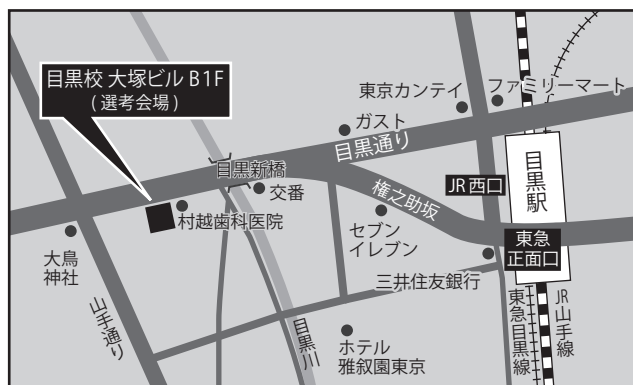 目黒校 大塚ビル B1F
( 選考会場 )
東京カンテイ
ファミリーマート
ガスト
目黒通り
目黒新橋
交番
村越歯科医院
大鳥
神社
山手通り
権之助坂
セブン
イレブン
JR 西口
目黒駅
東急
正面口
三井住友銀行
目黒川
ホテル
雅叙園東京
東急目黒線
JR山手線